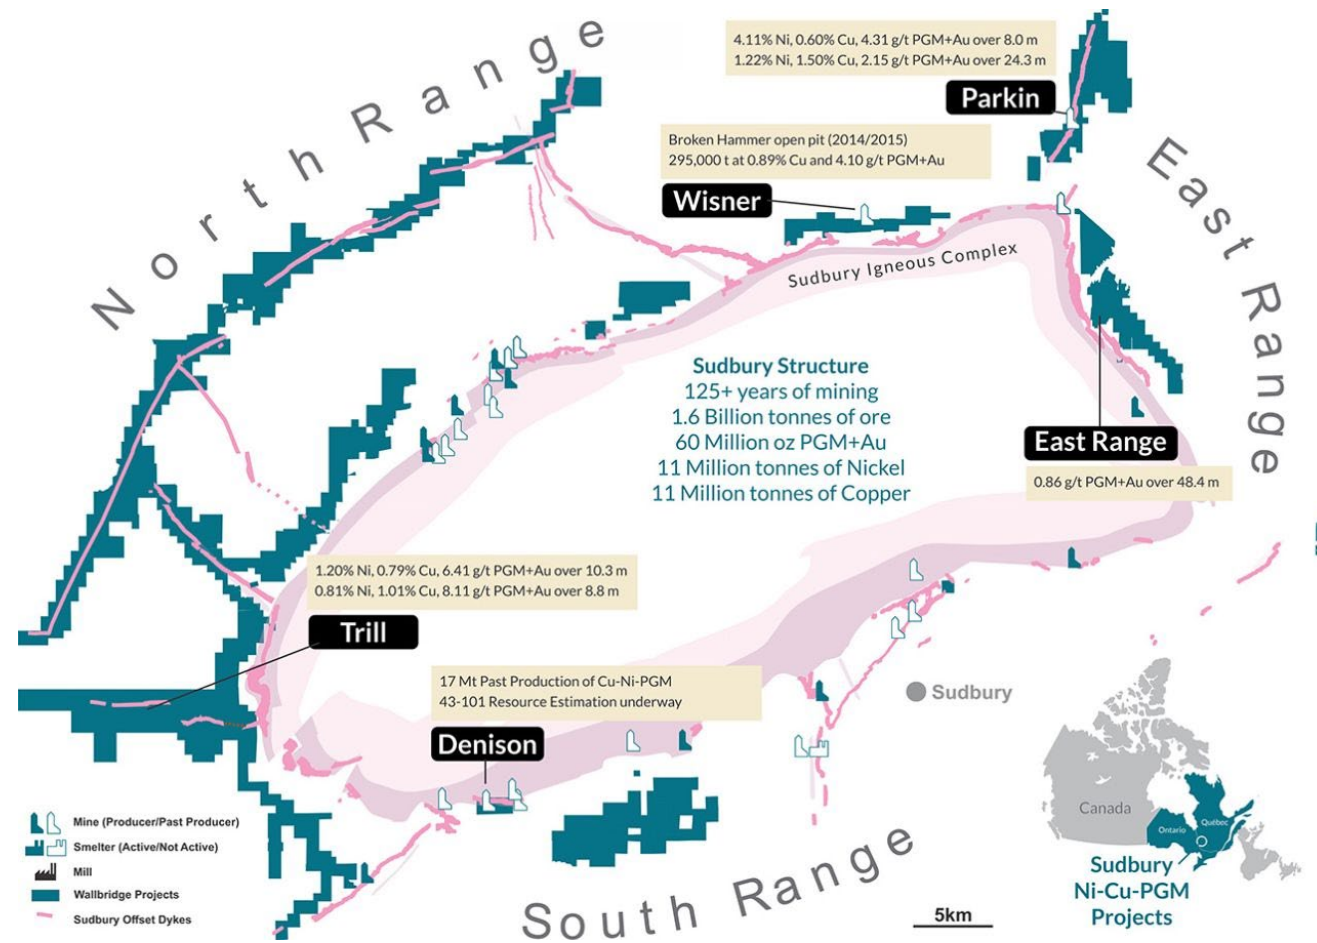 North Range
4.11% Ni, 0.60% Cu, 4.31 g/t PGM+Au over 8.0 m
1.22% Ni, 1.50% Cu, 2.15 g/t PGM+Au over 24.3 m
Parkin
Broken Hammer open pit (2014/2015)
295,000 t at 0.89% Cu and 4.10 g/t PGM+Au
Wisner
East Range
Sudbury Igneous Complex
Sudbury Structure
125+ years of mining
1.6 Billion tonnes of ore
60 Million oz PGM+Au
11 Million tonnes of Nickel
11 Million tonnes of Copper
East Range
0.86 g/t PGM+Au over 48.4 m
1.20% Ni, 0.79% Cu, 6.41 g/t PGM+Au over 10.3 m
0.81% Ni, 1.01% Cu, 8.11 g/t PGM+Au over 8.8 m
Trill
17 Mt Past Production of Cu-Ni-PGM
43-101 Resource Estimation underway
Denison
Sudbury
Mine (Producer/Past Producer)
Smelter (Active/Not Active)
Mill
Wallbridge Projects
Sudbury Offset Dykes
South Range
5km
Canada
Ontario
Québec
Sudbury
Ni-Cu-PGM
Projects